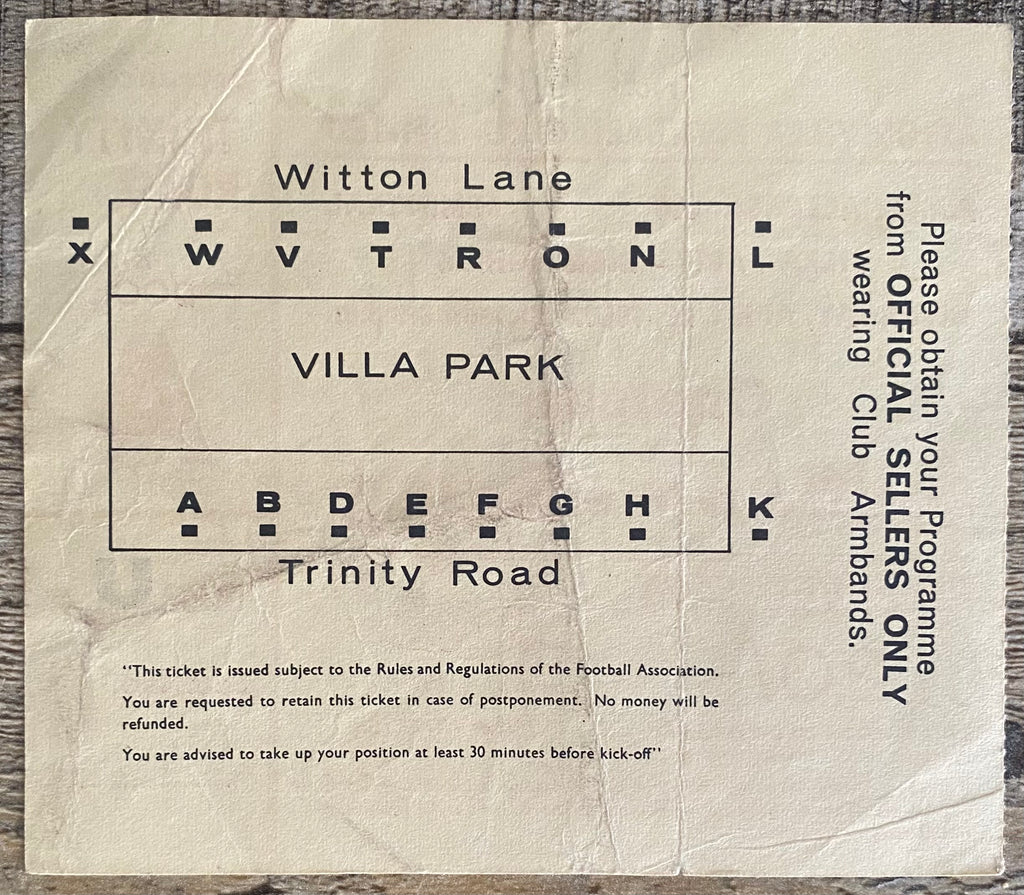 Witton Lane
X W V T R O N L
VILLA PARK
A B D E F G H K
Trinity Road
"This ticket is issued subject to the Rules and Regulations of the Football Association.
You are requested to retain this ticket in case of postponement. No money will be
refunded.
You are advised to take up your position at least 30 minutes before kick-off"
Please obtain your Programme
from OFFICIAL SELLERS ONLY
wearing Club Armbands.